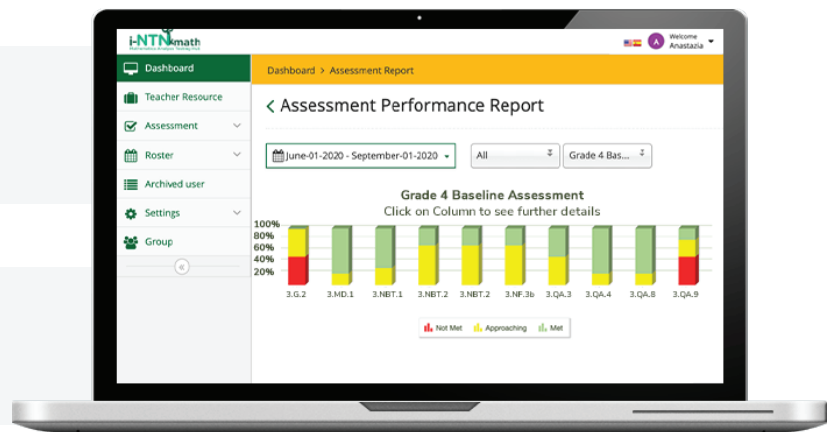 i-NTN math
Welcome
Anastazia
A
Dashboard
Teacher Resource
Assessment
Roster
Archived user
Settings
Group
Dashboard > Assessment Report
< Assessment Performance Report
June-01-2020 - September-01-2020
All
Grade 4 Bas...
Grade 4 Baseline Assessment
Click on Column to see further details
100%
80%
60%
40%
20%
3.G.2 3.MD.1 3.NBT.1 3.NBT.2 3.NBT.2 3.NF.3b 3.QA.3 3.QA.4 3.QA.8 3.QA.9
Not Met Approaching Met